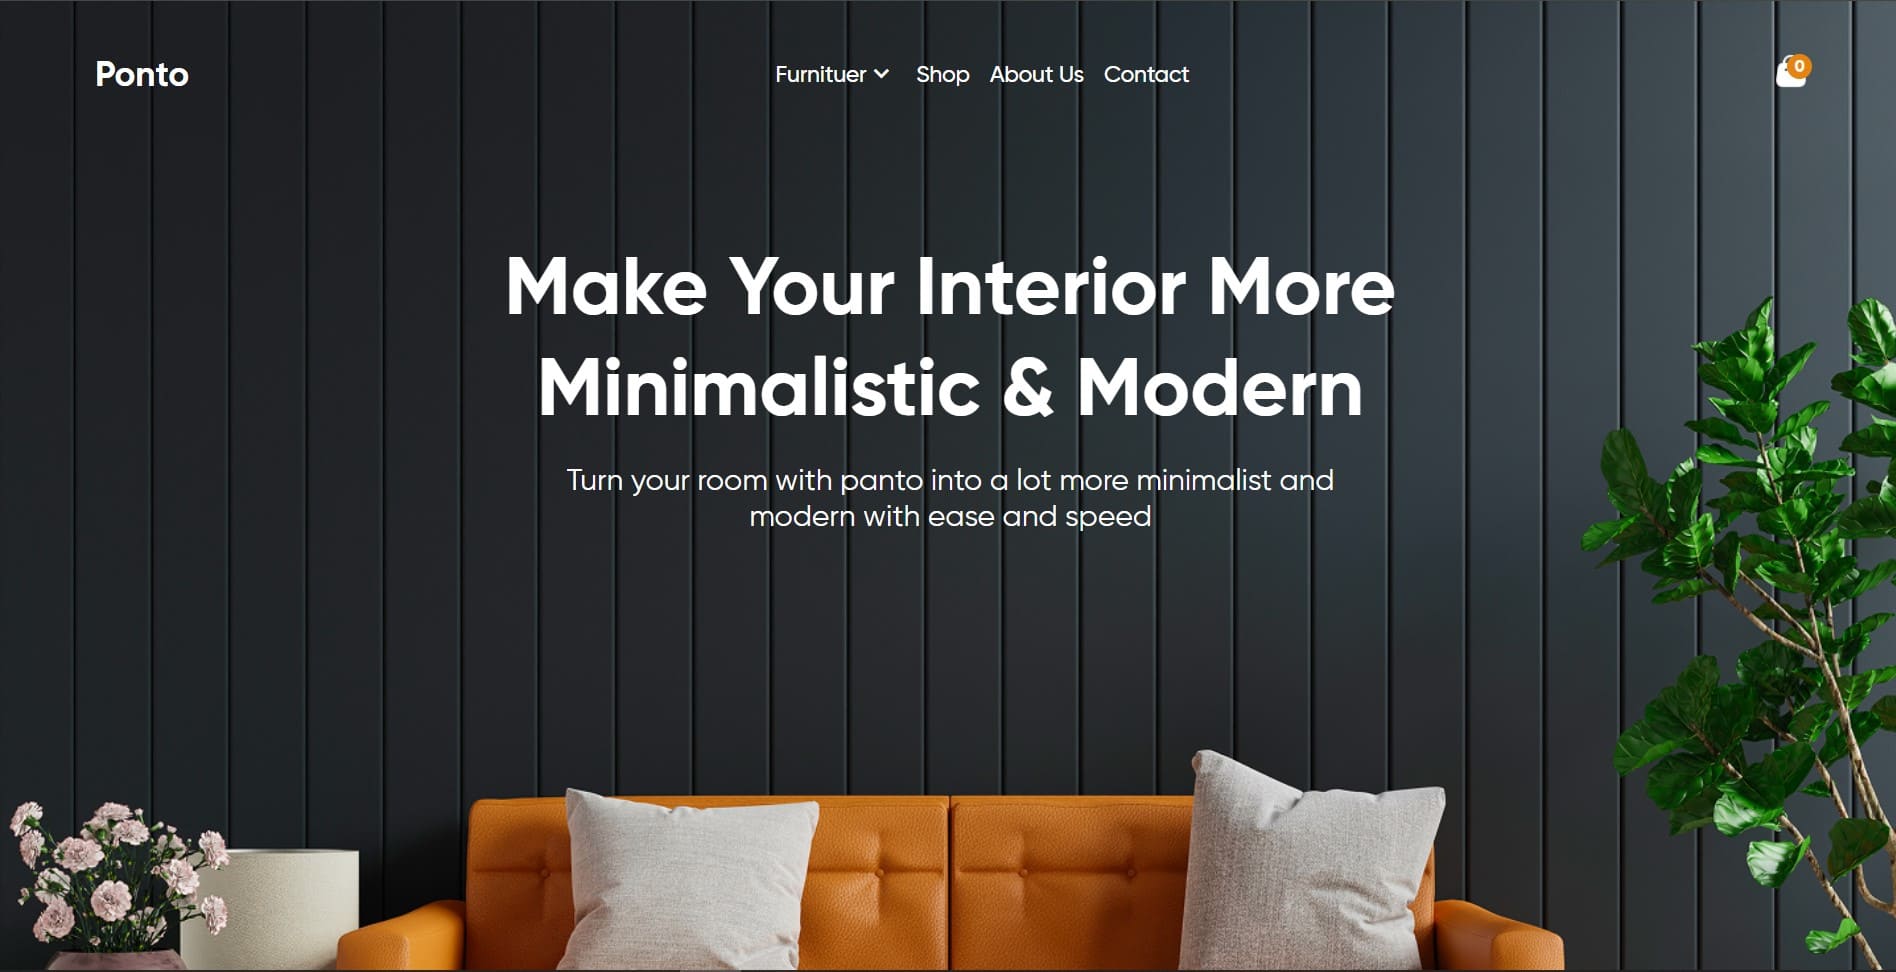 Ponto
Furnituer
Shop
About Us
Contact
0
Make Your Interior More
Minimalistic & Modern
Turn your room with panto into a lot more minimalist and
modern with ease and speed